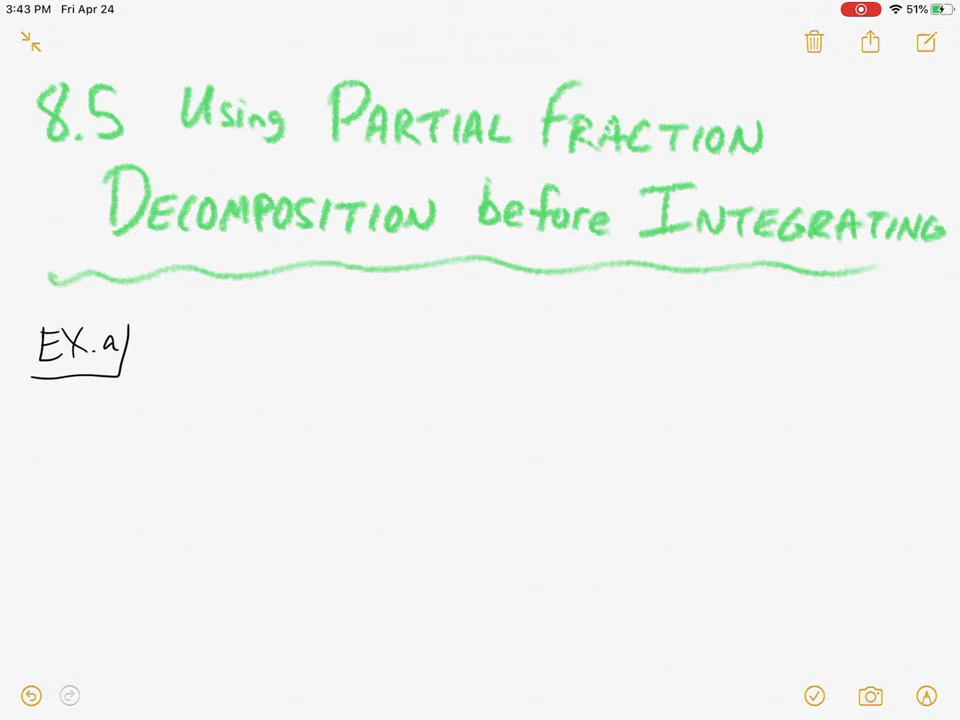 3:43 PM Fri Apr 24 51%
8.5 Using PARTIAL FRACTION
DECOMPOSITION before INTEGRATING
EX.a)